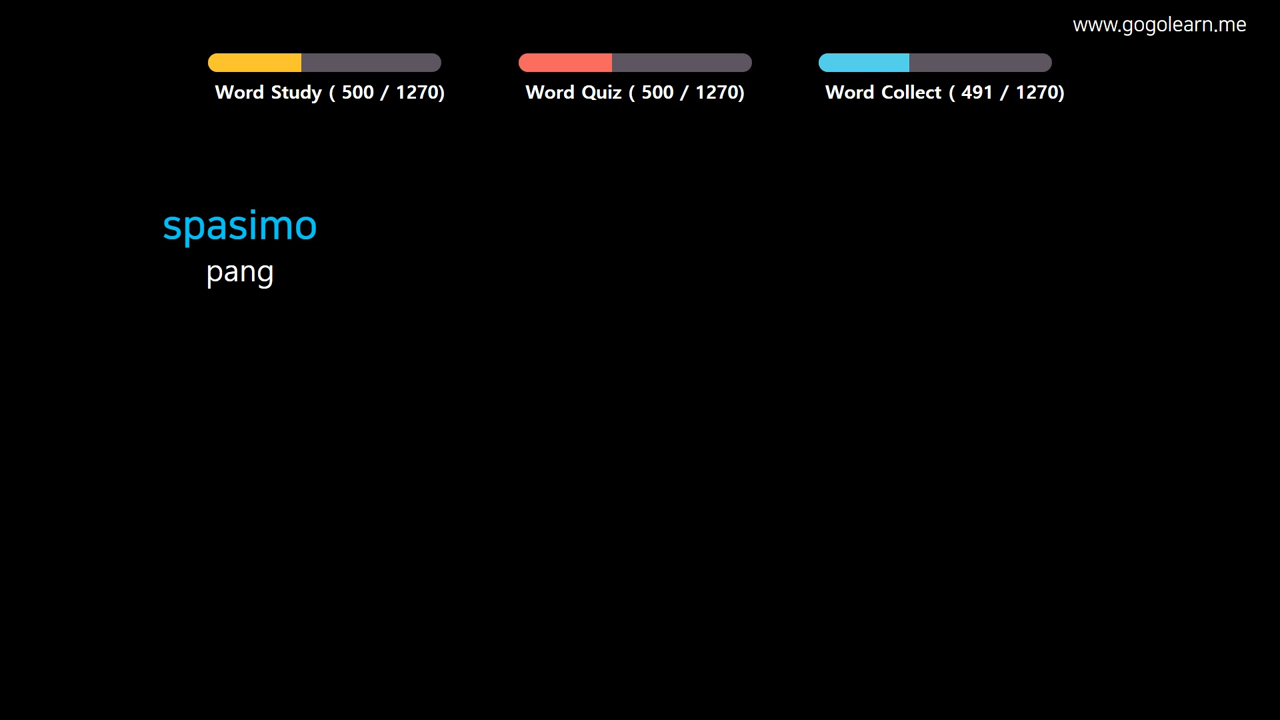 www.gogolearn.me
Word Study ( 500 / 1270)
Word Quiz ( 500 / 1270)
Word Collect ( 491 / 1270)
spasimo
pang